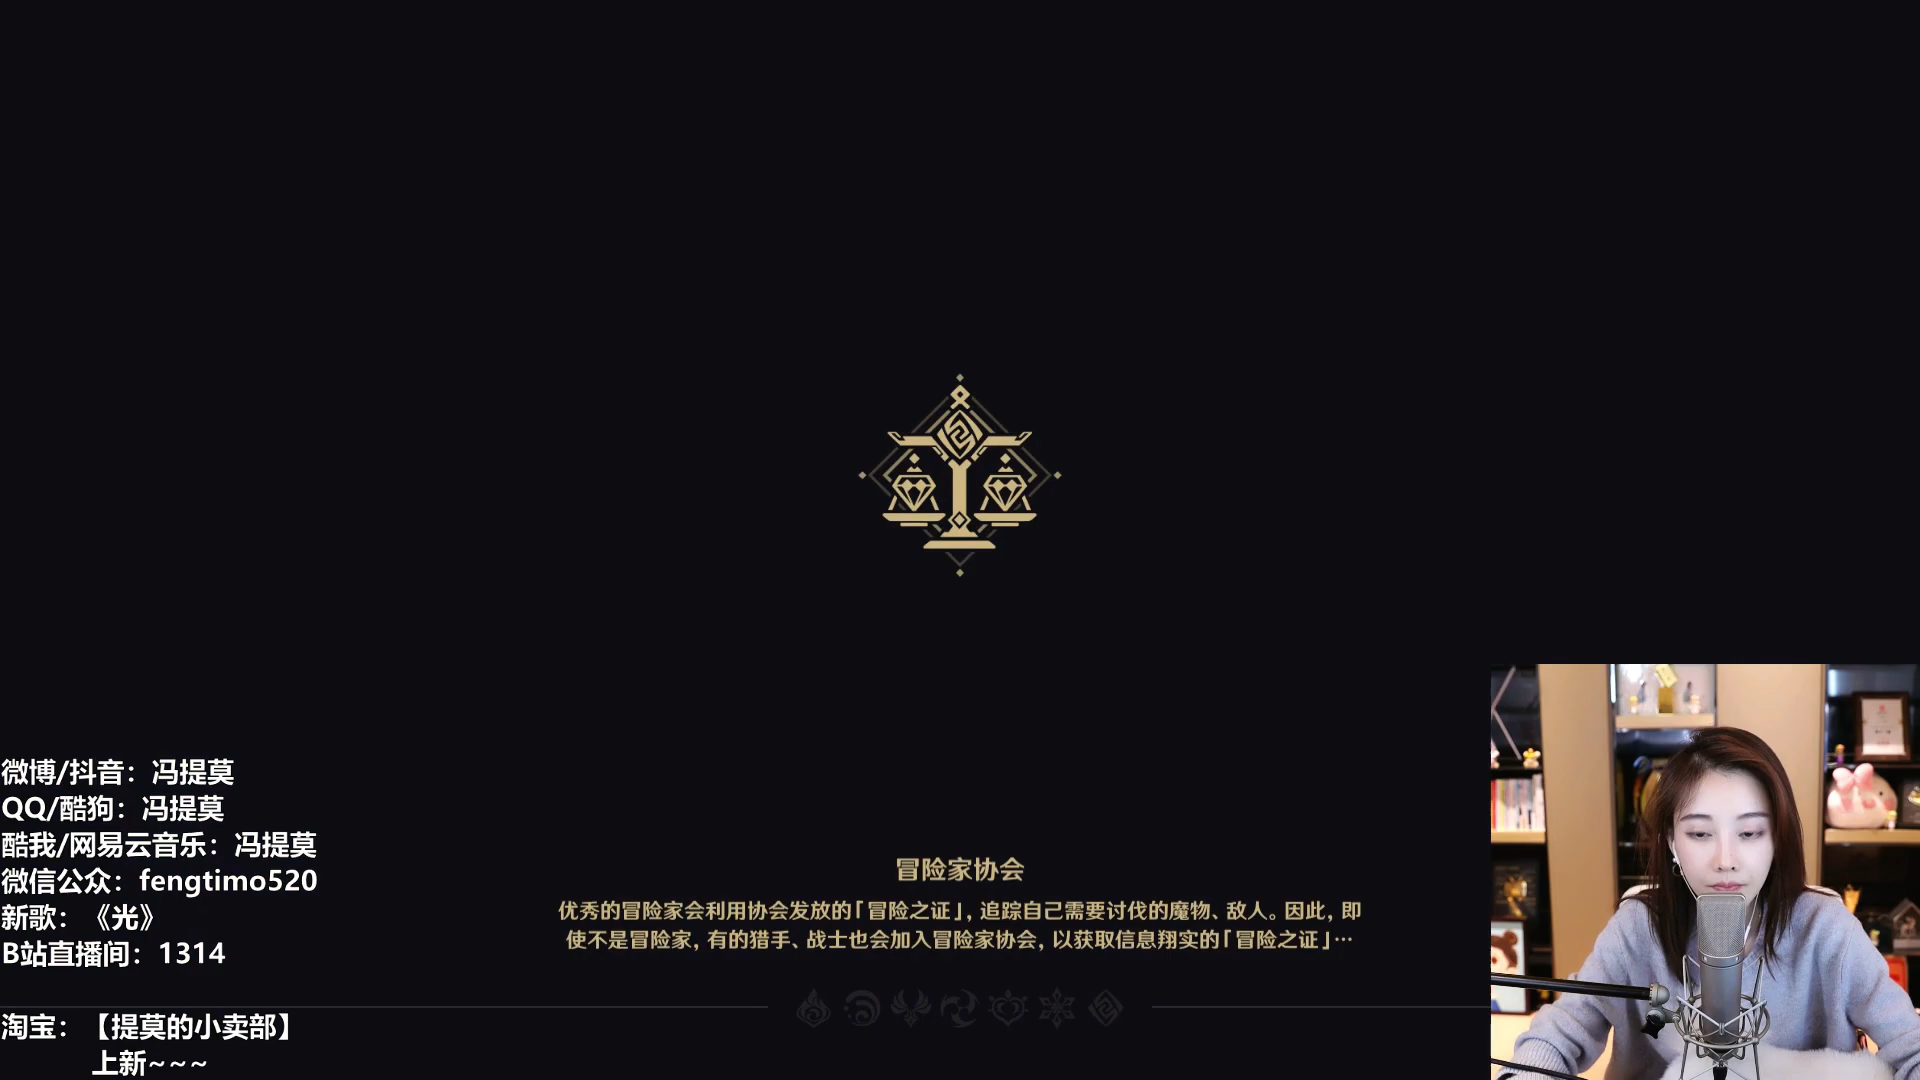 微博/抖音：冯提莫
QQ/酷狗：冯提莫
酷我/网易云音乐：冯提莫
微信公众：fengtimo520
新歌：《光》
B站直播间：1314
淘宝：【提莫的小卖部】
上新~~~
冒险家协会
优秀的冒险家会利用协会发放的「冒险之证」，追踪自己需要讨伐的魔物、敌人。因此，即
使不是冒险家，有的猎手、战士也会加入冒险家协会，以获取信息翔实的「冒险之证」…